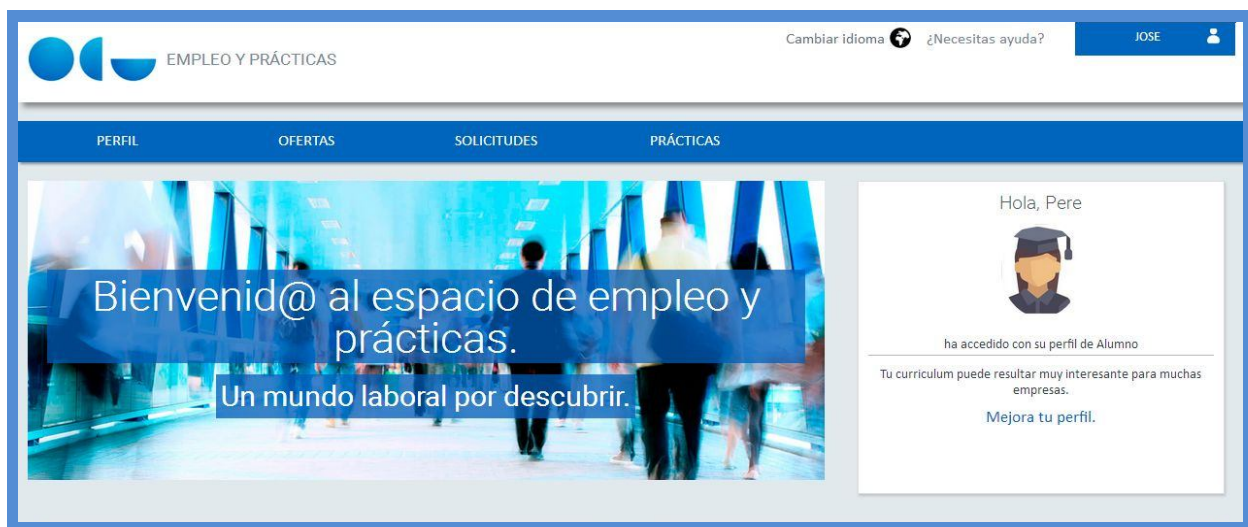 Cambiar idioma ¿Necesitas ayuda? JOSE
EMPLEO Y PRÁCTICAS
PERFIL OFERTAS SOLICITUDES PRÁCTICAS
Bienvenid@ al espacio de empleo y
prácticas.
Un mundo laboral por descubrir.
Hola, Pere
ha accedido con su perfil de Alumno
Tu curriculum puede resultar muy interesante para muchas
empresas.
Mejora tu perfil.